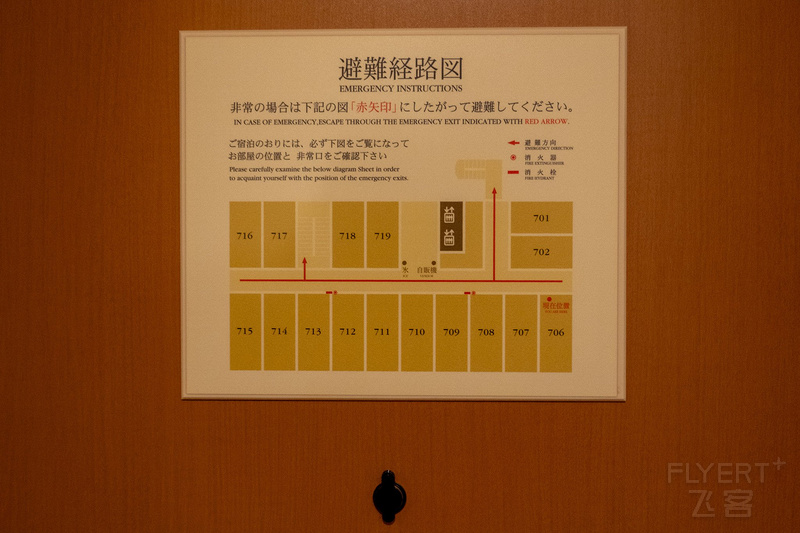 避難経路図
EMERGENCY INSTRUCTIONS
非常の場合は下記の図「赤矢印」にしたがって避難してください。
IN CASE OF EMERGENCY,ESCAPE THROUGH THE EMERGENCY EXIT INDICATED WITH RED ARROW.
ご宿泊のおりには、必ず下図をご覧になって
お部屋の位置と 非常口をご確認下さい
Please carefully examine the below diagram Sheet in order
to acquaint yourself with the position of the emergency exits.
避難方向
EMERGENCY DIRECTION
消火器
FIRE EXTINGUISHER
消火栓
FIRE HYDRANT
716 717 718 719 701
702
氷 自販機
現在位置
715 714 713 712 711 710 709 708 707 706
FLYERT+
飞客